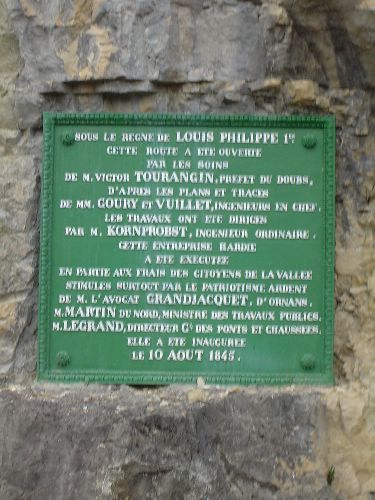 SOUS LE REGNE DE LOUIS PHILIPPE 1ER
CETTE ROUTE A ETE OUVERTE
PAR LES SOINS
DE M. VICTOR TOURANGIN, PREFET DU DOUBS,
D'APRES LES PLANS ET TRACES
DE MM. GOURY ET VUILLET, INGENIEURS EN CHEF.
LES TRAVAUX ONT ETE DIRIGES
PAR M. KORNPROBST, INGENIEUR ORDINAIRE.
CETTE ENTREPRISE HARDIE
A ETE EXECUTEE
EN PARTIE AUX FRAIS DES CITOYENS DE LA VALLEE
STIMULES SURTOUT PAR LE PATRIOTISME ARDENT
DE M. L'AVOCAT GRANDJACQUET, D'ORNANS.
M. MARTIN DU NORD, MINISTRE DES TRAVAUX PUBLICS.
M. LEGRAND, DIRECTEUR GAL DES PONTS ET CHAUSSEES.
ELLE A ETE INAUGUREE
LE 10 AOUT 1845.